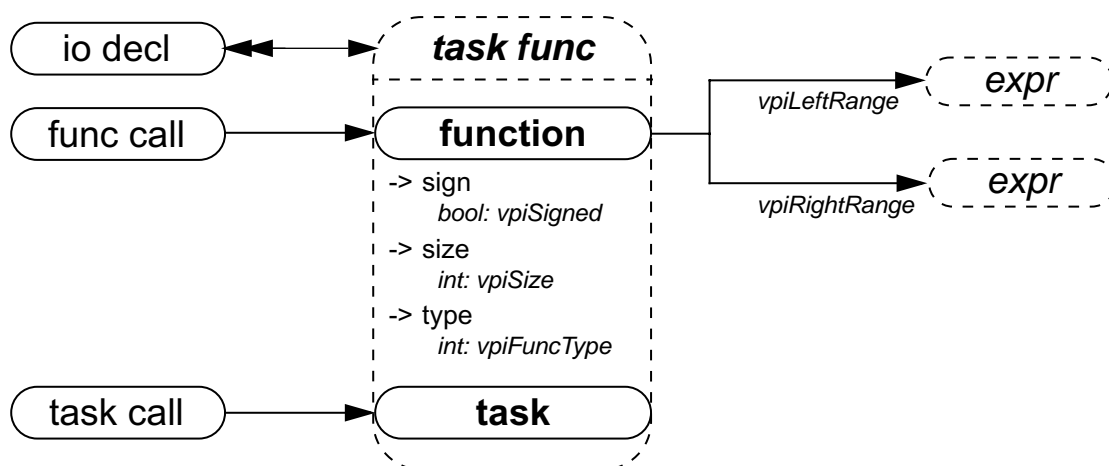 io decl
task func
func call
function
vpiLeftRange
expr
vpiRightRange
expr
-> sign
bool: vpiSigned
-> size
int: vpiSize
-> type
int: vpiFuncType
task call
task